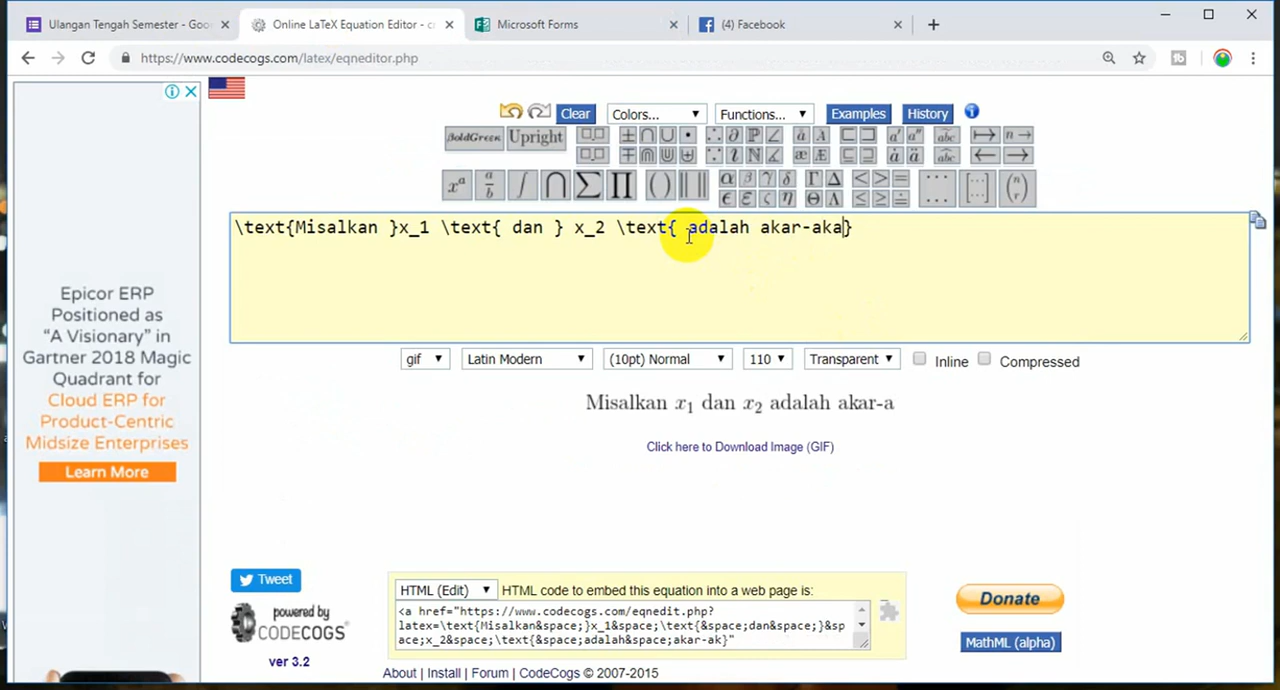 Ulangan Tengah Semester - Goo
Online LaTeX Equation Editor - cr
Microsoft Forms
(4) Facebook
https://www.codecogs.com/latex/eqneditor.php
Clear
Colors...
Functions...
Examples
History
BoldGreen
Upright
\text{Misalkan }x_1 \text{ dan } x_2 \text{ adalah akar-aka}
gif
Latin Modern
(10pt) Normal
110
Transparent
Inline
Compressed
Misalkan x₁ dan x₂ adalah akar-a
Click here to Download Image (GIF)
Epicor ERP
Positioned as
“A Visionary” in
Gartner 2018 Magic
Quadrant for
Cloud ERP for
Product-Centric
Midsize Enterprises
Learn More
Tweet
powered by
CODECOGS
ver 3.2
HTML (Edit)
HTML code to embed this equation into a web page is:
<a href="https://www.codecogs.com/eqnedit.php?
latex=\text{Misalkan&space;}x_1&space;\text{&space;dan&space;}&sp
ace;x_2&space;\text{&space;adalah&space;akar-ak}"
Donate
MathML (alpha)
About | Install | Forum | CodeCogs © 2007-2015